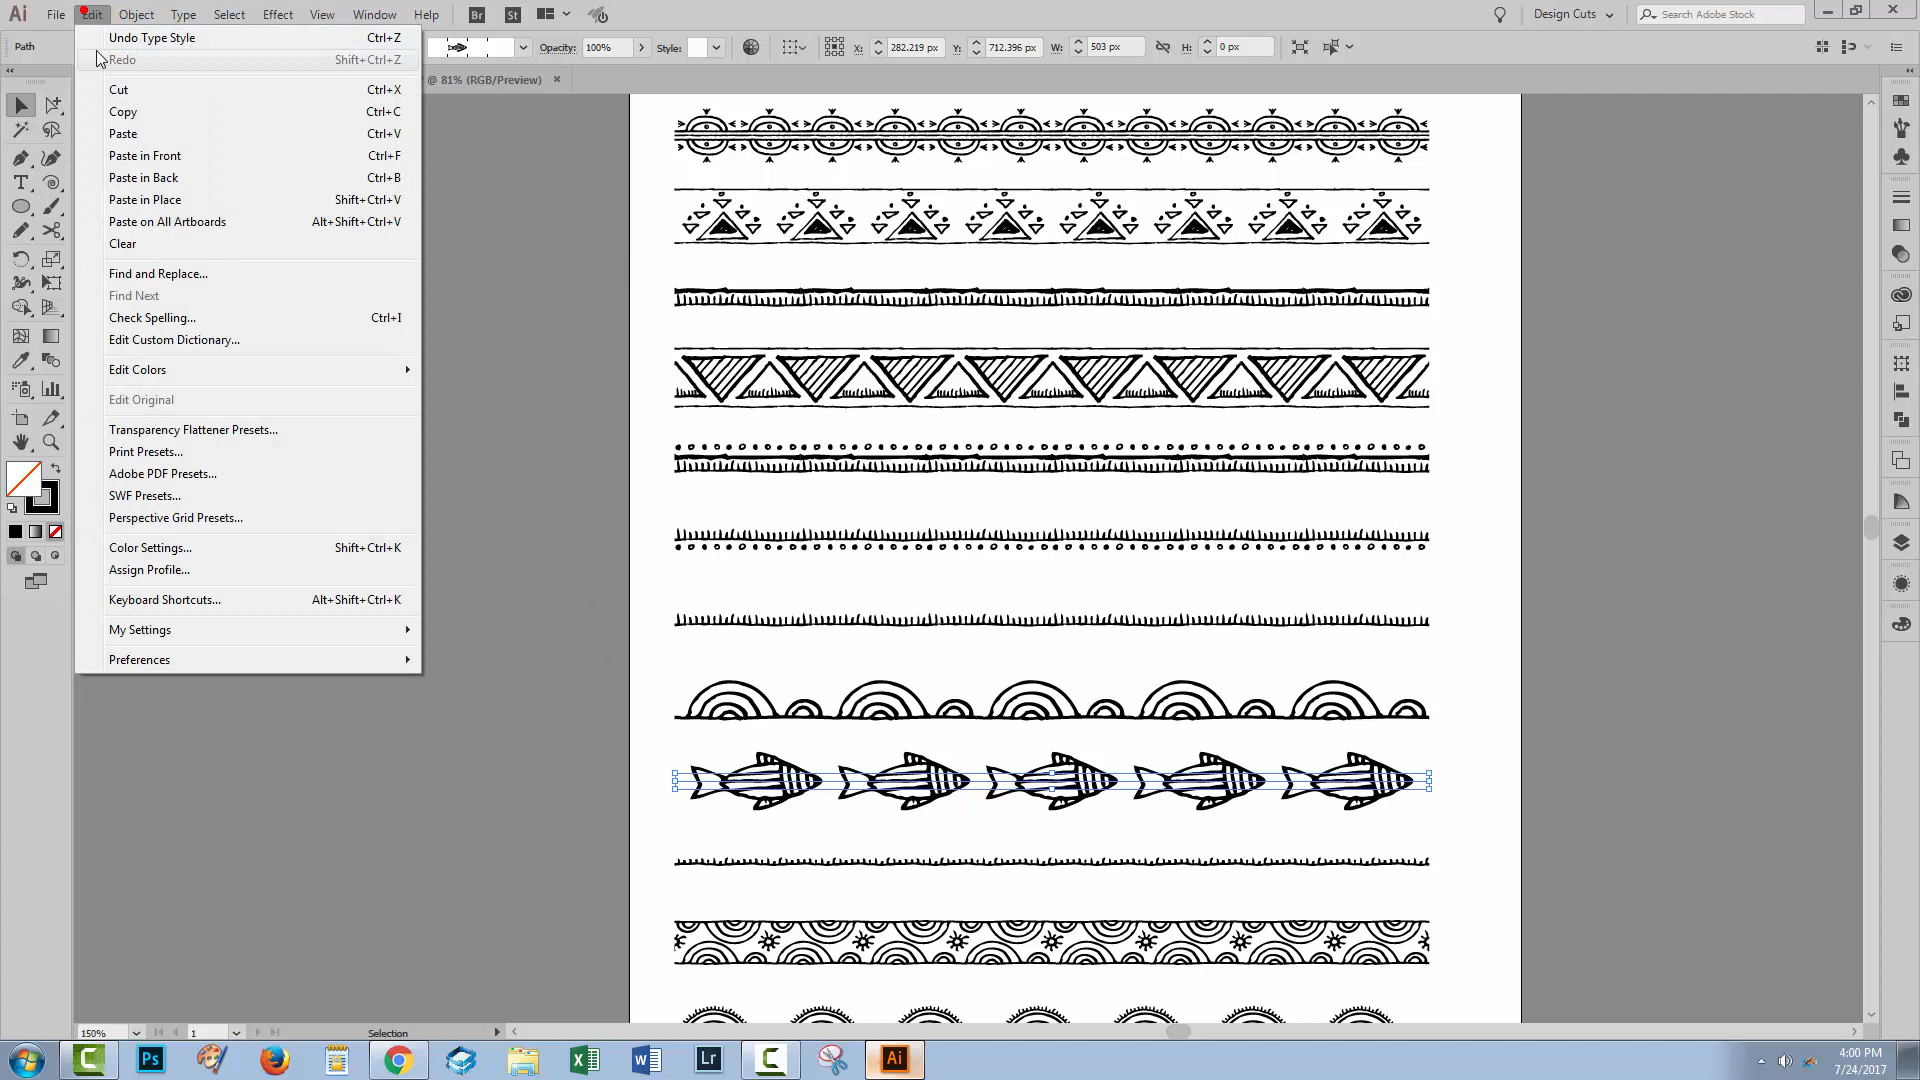 Ai File Edit Object Type Select Effect View Window Help Br St Design Cuts Search Adobe Stock
Path Opacity: 100% Style: X: 282.219 px Y: 712.396 px W: 503 px H: 0 px
@ 81% (RGB/Preview) ×
Undo Type Style Ctrl+Z
Redo Shift+Ctrl+Z
Cut Ctrl+X
Copy Ctrl+C
Paste Ctrl+V
Paste in Front Ctrl+F
Paste in Back Ctrl+B
Paste in Place Shift+Ctrl+V
Paste on All Artboards Alt+Shift+Ctrl+V
Clear
Find and Replace...
Find Next
Check Spelling... Ctrl+I
Edit Custom Dictionary...
Edit Colors
Edit Original
Transparency Flattener Presets...
Print Presets...
Adobe PDF Presets...
SWF Presets...
Perspective Grid Presets...
Color Settings... Shift+Ctrl+K
Assign Profile...
Keyboard Shortcuts... Alt+Shift+Ctrl+K
My Settings
Preferences
150% 1 Selection
Ps Lr Ai
4:00 PM
7/24/2017